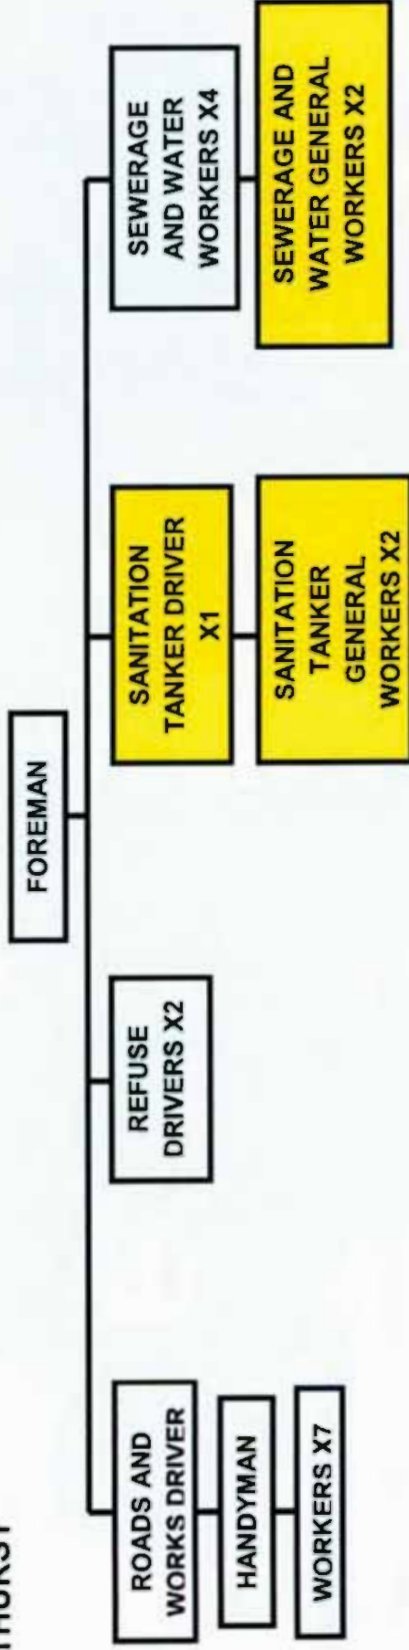 FOREMAN
ROADS AND
WORKS DRIVER
HANDYMAN
WORKERS X7
REFUSE
DRIVERS X2
SANITATION
TANKER DRIVER
X1
SANITATION
TANKER
GENERAL
WORKERS X2
SEWERAGE
AND WATER
WORKERS X4
SEWERAGE AND
WATER GENERAL
WORKERS X2